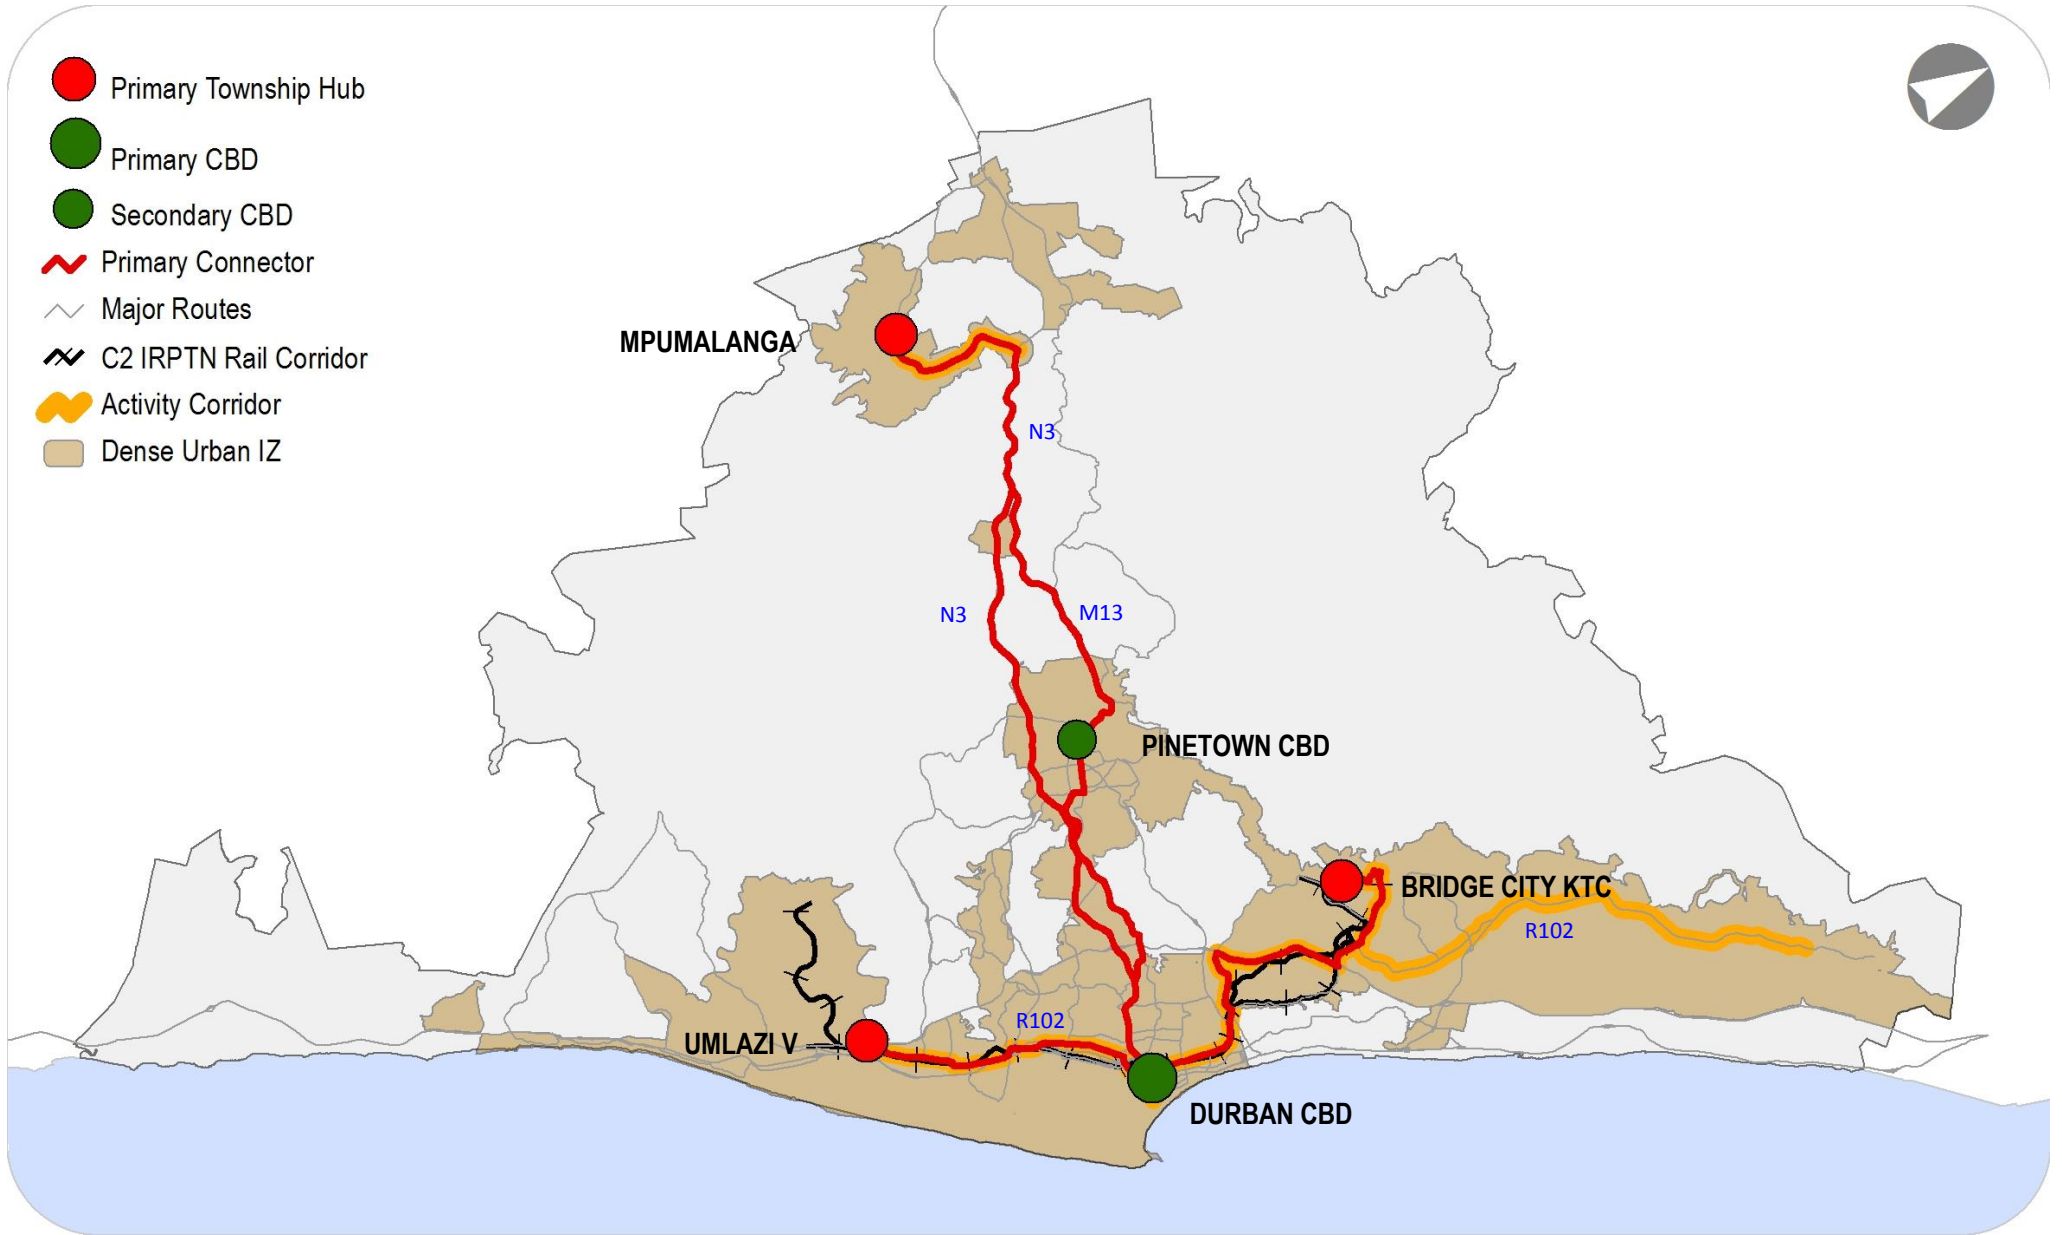 Primary Township Hub
Primary CBD
Secondary CBD
Primary Connector
Major Routes
C2 IRPTN Rail Corridor
Activity Corridor
Dense Urban IZ
MPUMALANGA
N3
N3
M13
PINETOWN CBD
BRIDGE CITY KTC
R102
R102
UMLAZI V
DURBAN CBD